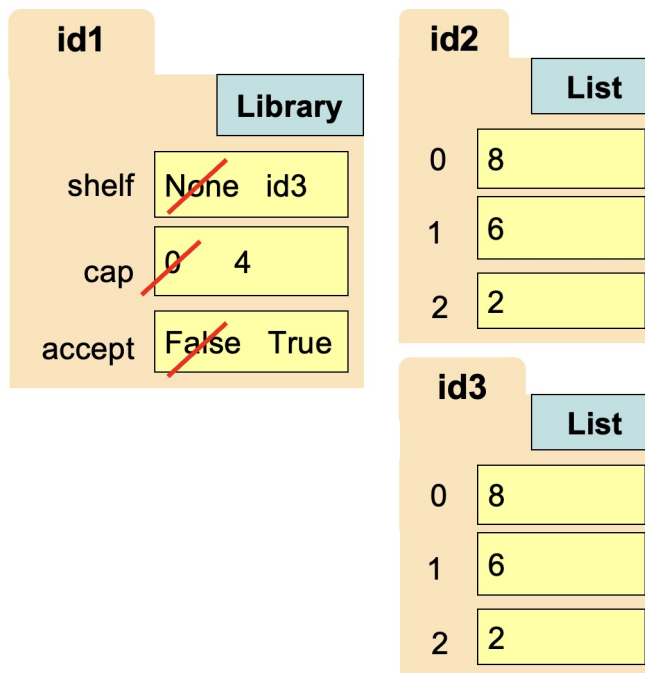 id1
Library
shelf None id3
cap 0 4
accept False True
id2
List
0 8
1 6
2 2
id3
List
0 8
1 6
2 2